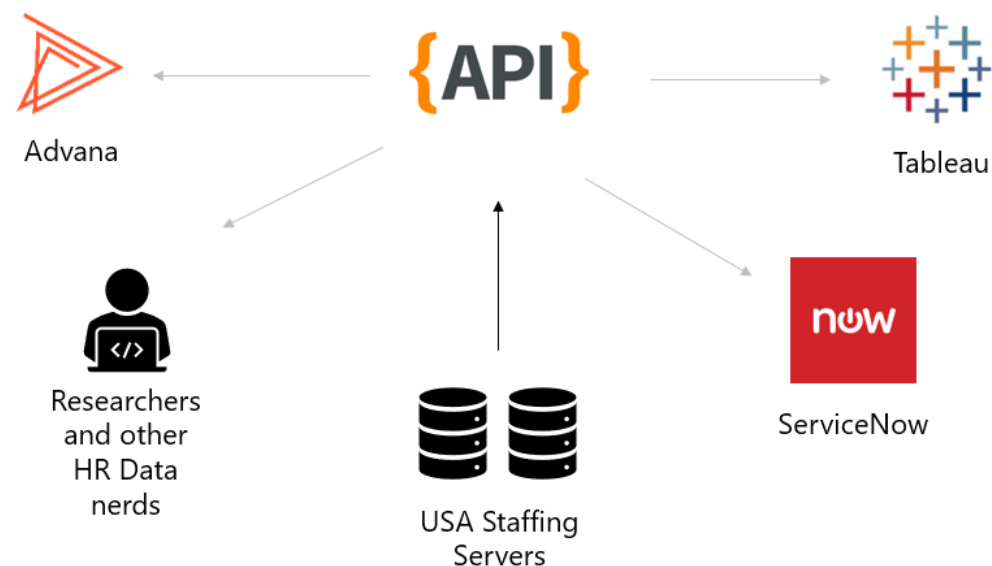 {API}
Advana
Tableau
</>
now
Researchers
and other
HR Data
nerds
ServiceNow
USA Staffing
Servers